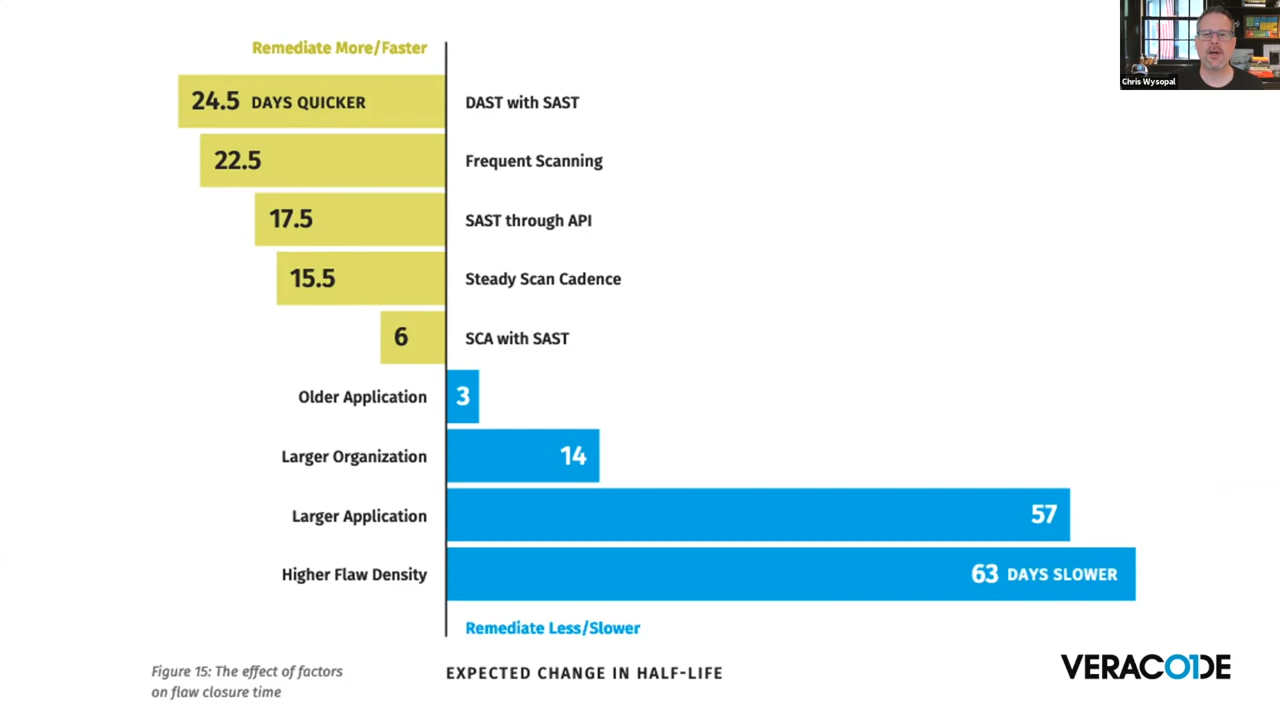 Remediate More/Faster
24.5 DAYS QUICKER
DAST with SAST
22.5
Frequent Scanning
17.5
SAST through API
15.5
Steady Scan Cadence
6
SCA with SAST
Older Application
3
Larger Organization
14
Larger Application
57
Higher Flaw Density
63 DAYS SLOWER
Remediate Less/Slower
Figure 15: The effect of factors
on flaw closure time
EXPECTED CHANGE IN HALF-LIFE
VERACODE
Chris Wysopal